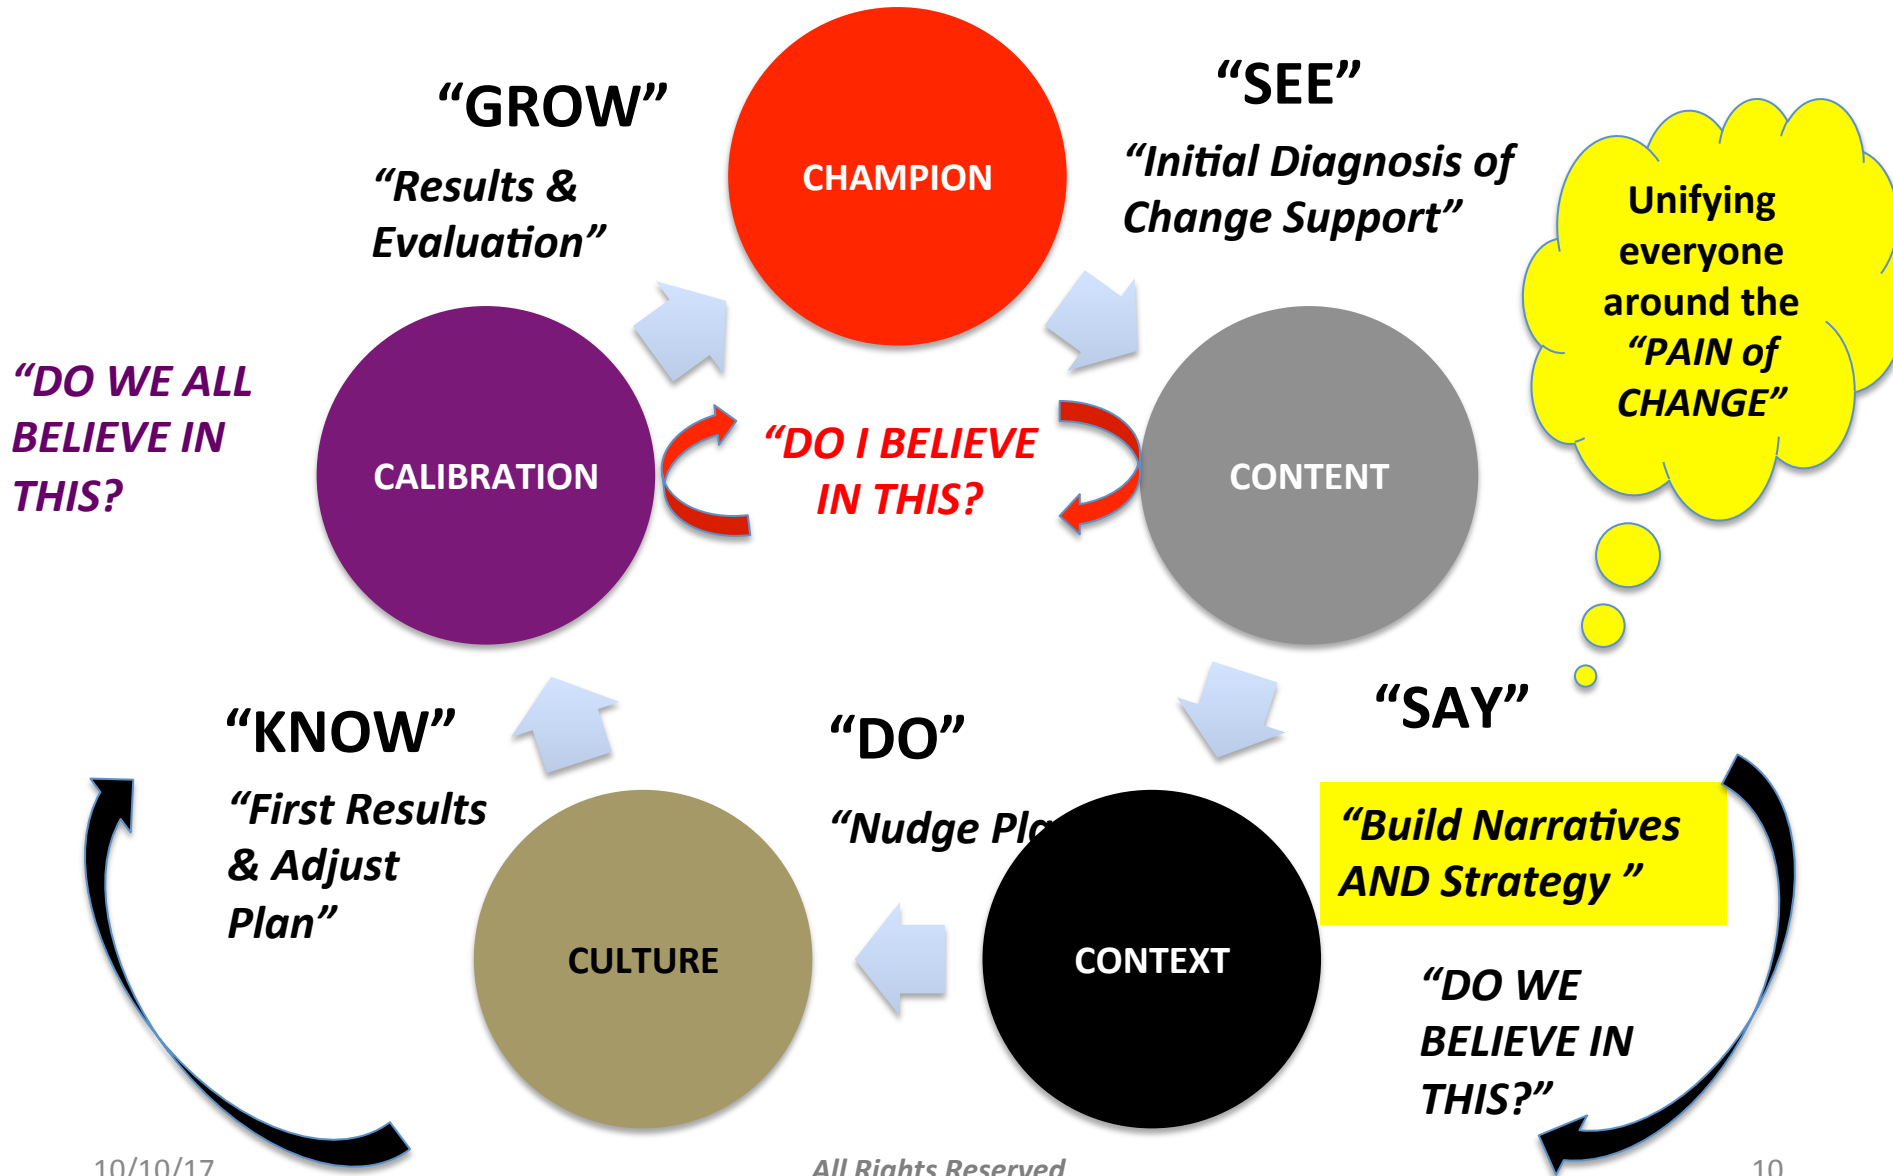 “GROW”
“Results &
Evaluation”
CHAMPION
“SEE”
“Initial Diagnosis of
Change Support”
Unifying
everyone
around the
“PAIN of
CHANGE”
“DO WE ALL
BELIEVE IN
THIS?
CALIBRATION
“DO I BELIEVE
IN THIS?
CONTENT
“SAY”
“Build Narratives
AND Strategy ”
“DO WE
BELIEVE IN
THIS?”
“DO”
“Nudge
CONTEXT
“KNOW”
“First Results
& Adjust
Plan”
CULTURE
10/10/17
All Rights Reserved
10